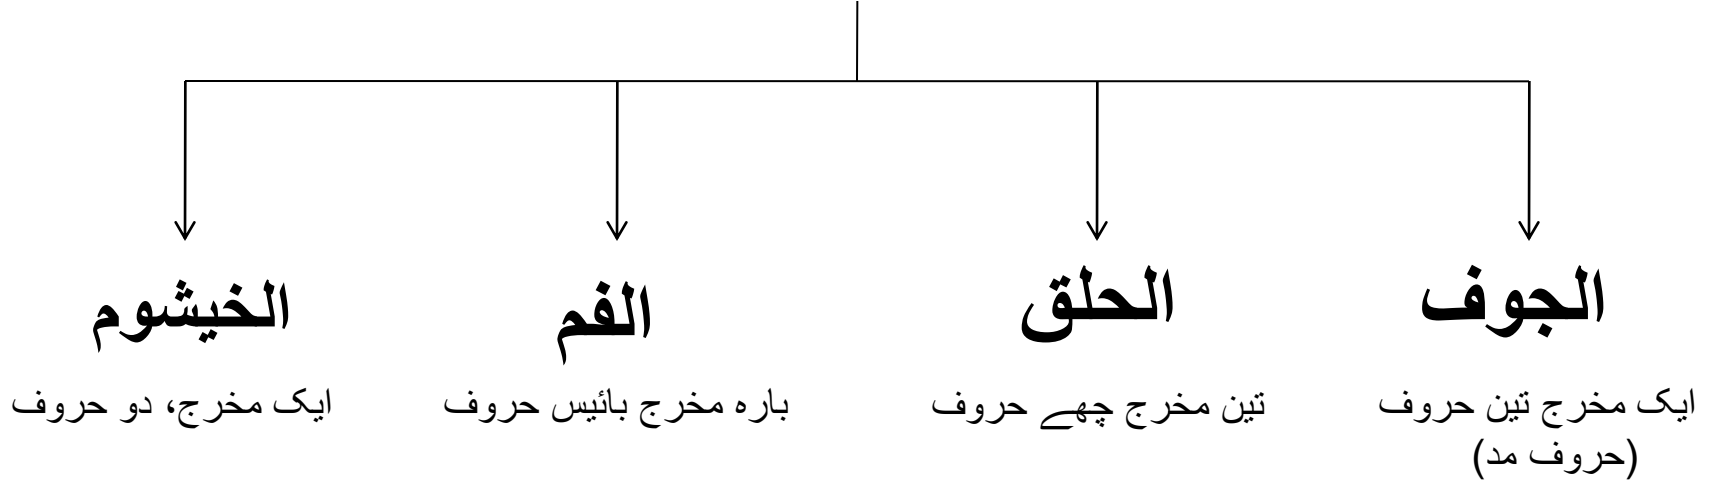 الجوف
ایک مخرج تین حروف
(حروف مد)
الحلق
تین مخرج چھے حروف
الفم
بارہ مخرج بائیس حروف
الخیشوم
ایک مخرج، دو حروف